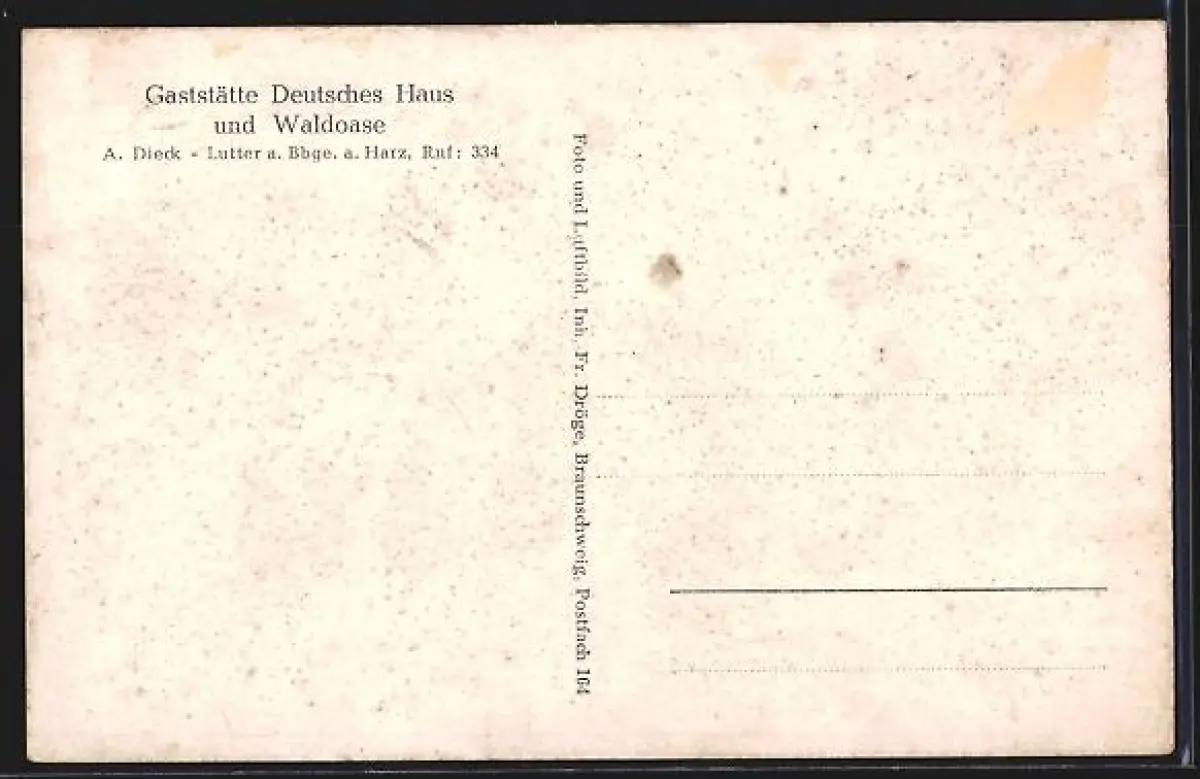 Gaststätte Deutsches Haus
und Waldoase
A. Dieck - Lutter a. Bbge. a. Harz, Ruf: 334
Foto und Luftbild, Inh. Fr. Dröge, Braunschweig, Postfach 164